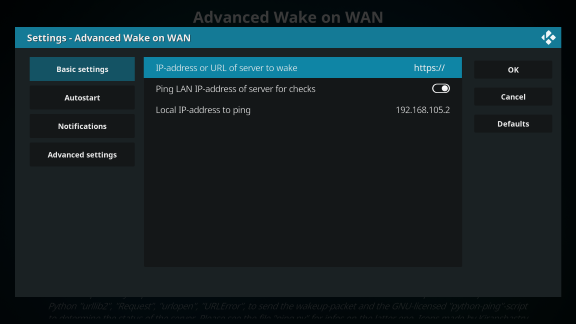 Advanced Wake on WAN
Settings - Advanced Wake on WAN
Basic settings
Autostart
Notifications
Advanced settings
IP-address or URL of server to wake https://
Ping LAN IP-address of server for checks
Local IP-address to ping 192.168.105.2
OK
Cancel
Defaults
Python "urllib2", "Request", "urlopen", "URLError", to send the wakeup-packet and the GNU-licensed "python-ping" script